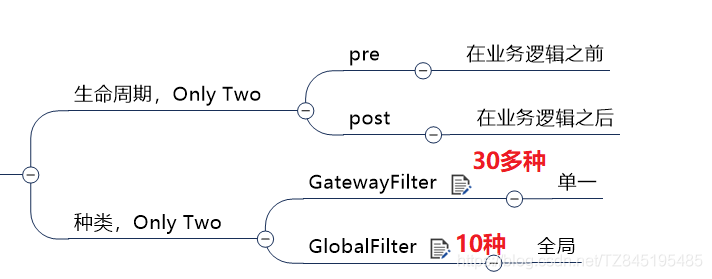 pre
在业务逻辑之前
生命周期，Only Two
post
在业务逻辑之后
30多种
GatewayFilter
单一
种类，Only Two
GlobalFilter
10种
全局
https://blog.csdn.net/TZ845195485